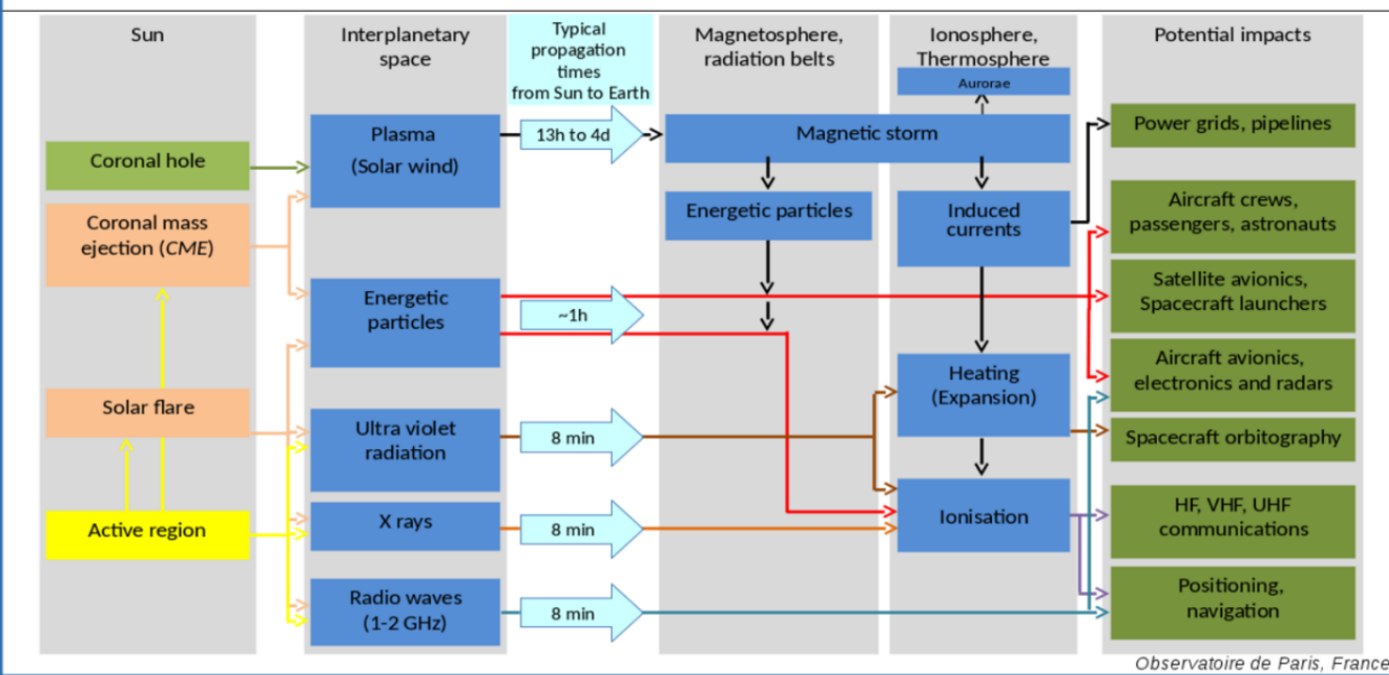 Sun
Interplanetary
space
Typical
propagation
times
from Sun to Earth
Magnetosphere,
radiation belts
Ionosphere,
Thermosphere
Potential impacts
Coronal hole
Coronal mass
ejection (CME)
Solar flare
Active region
Plasma
(Solar wind)
Energetic
particles
Ultra violet
radiation
X rays
Radio waves
(1-2 GHz)
13h to 4d
~1h
8 min
8 min
8 min
Magnetic storm
Energetic particles
Aurorae
Induced
currents
Heating
(Expansion)
Ionisation
Power grids, pipelines
Aircraft crews,
passengers, astronauts
Satellite avionics,
Spacecraft launchers
Aircraft avionics,
electronics and radars
Spacecraft orbitography
HF, VHF, UHF
communications
Positioning,
navigation
Observatoire de Paris, France